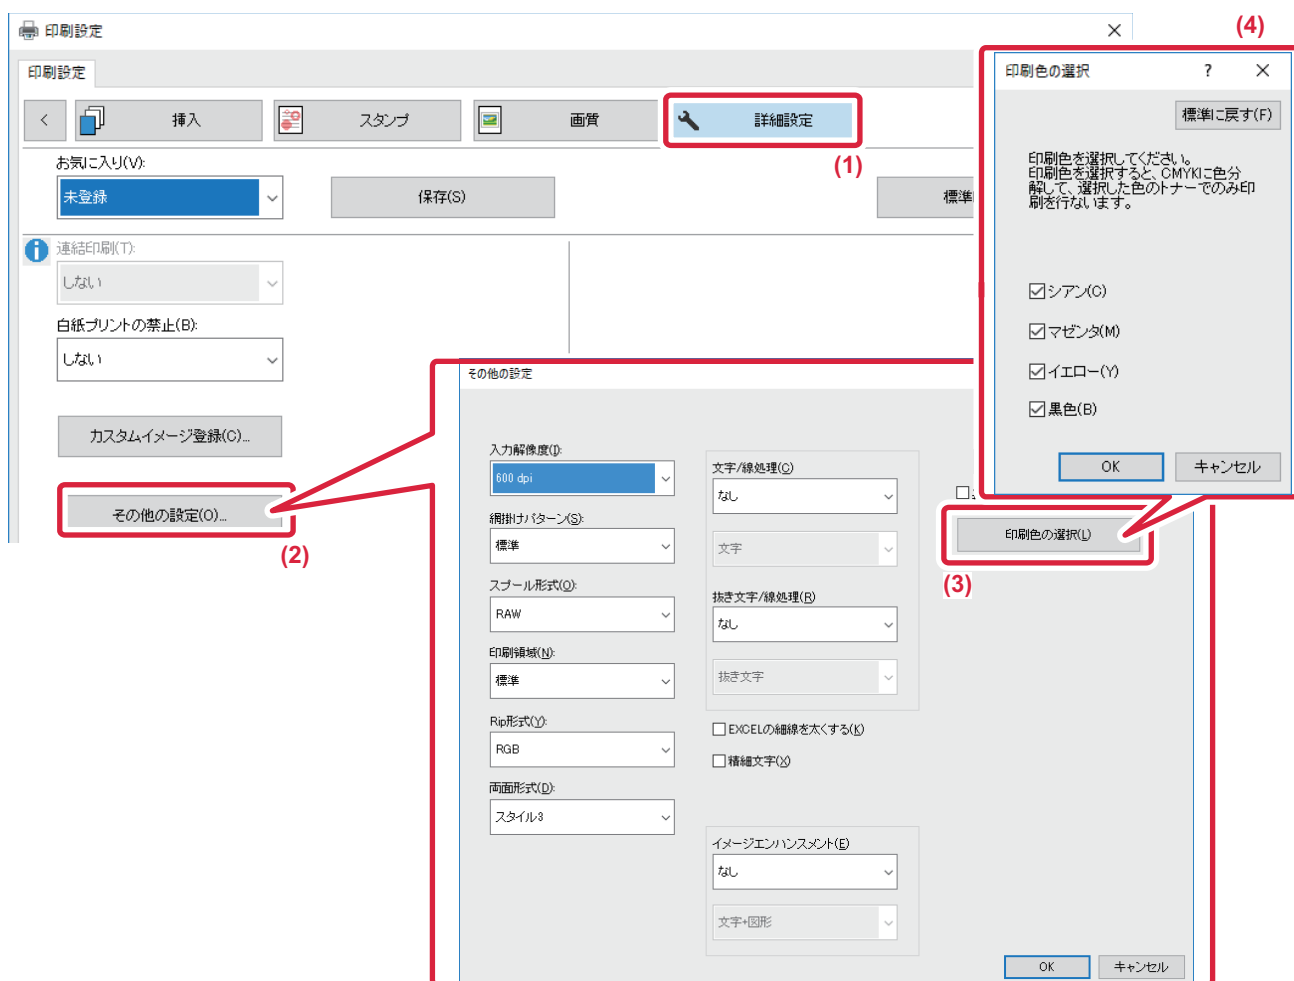 印刷設定
(4)
印刷設定
挿入
スタンプ
画質
詳細設定
(1)
お気に入り(V):
未登録
保存(S)
標準
連結印刷(T):
しない
白紙プリントの禁止(B):
しない
カスタムイメージ登録(C)...
その他の設定(O)...
(2)
その他の設定
入力解像度(I):
600 dpi
網掛けパターン(S):
標準
スプール形式(O):
RAW
印刷領域(N):
標準
Rip形式(Y):
RGB
両面形式(D):
スタイル3
文字/線処理(C)
なし
文字
抜き文字/線処理(R)
なし
抜き文字
EXCELの細線を太くする(K)
精細文字(X)
イメージエンハンスメント(E)
なし
文字+図形
印刷色の選択(L)
(3)
OK
キャンセル
印刷色の選択
?
標準に戻す(F)
印刷色を選択してください。
印刷色を選択すると、CMYKに色分
解して、選択した色のトナーでのみ印
刷を行ないます。
シアン(C)
マゼンタ(M)
イエロー(Y)
黒色(B)
OK
キャンセル